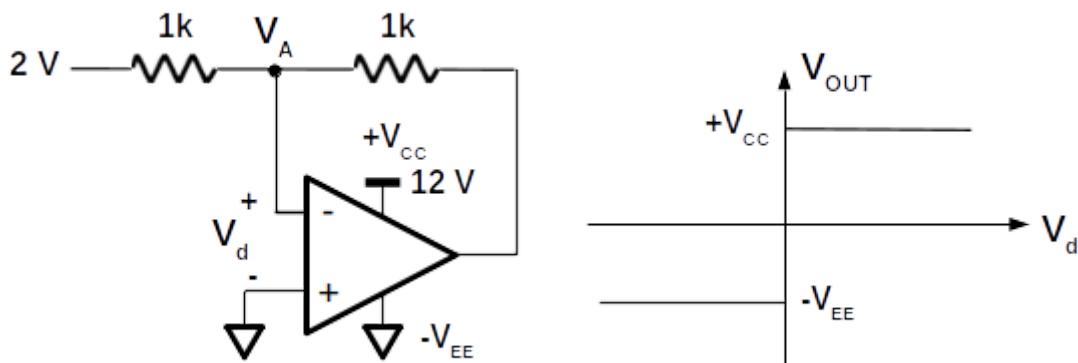 1k
V_A
1k
2 V
+V_CC
12 V
+
-
V_d
-
+
-V_EE
V_OUT
+V_CC
V_d
-V_EE